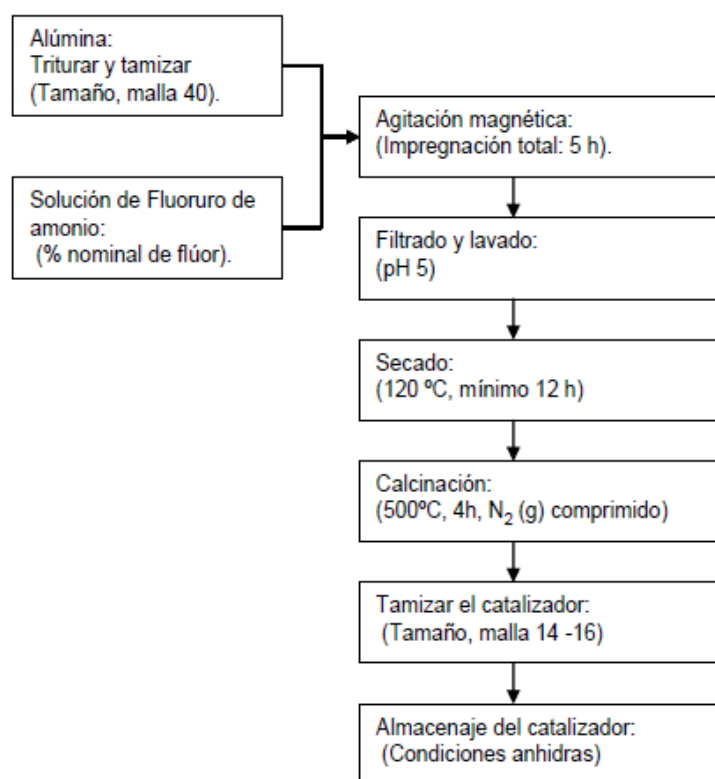 Alúmina:
Triturar y tamizar
(Tamaño, malla 40).
Solución de Fluoruro de
amonio:
(% nominal de flúor).
Agitación magnética:
(Impregnación total: 5 h).
Filtrado y lavado:
(pH 5)
Secado:
(120 ºC, mínimo 12 h)
Calcinación:
(500ºC, 4h, N₂ (g) comprimido)
Tamizar el catalizador:
(Tamaño, malla 14 -16)
Almacenaje del catalizador:
(Condiciones anhidras)